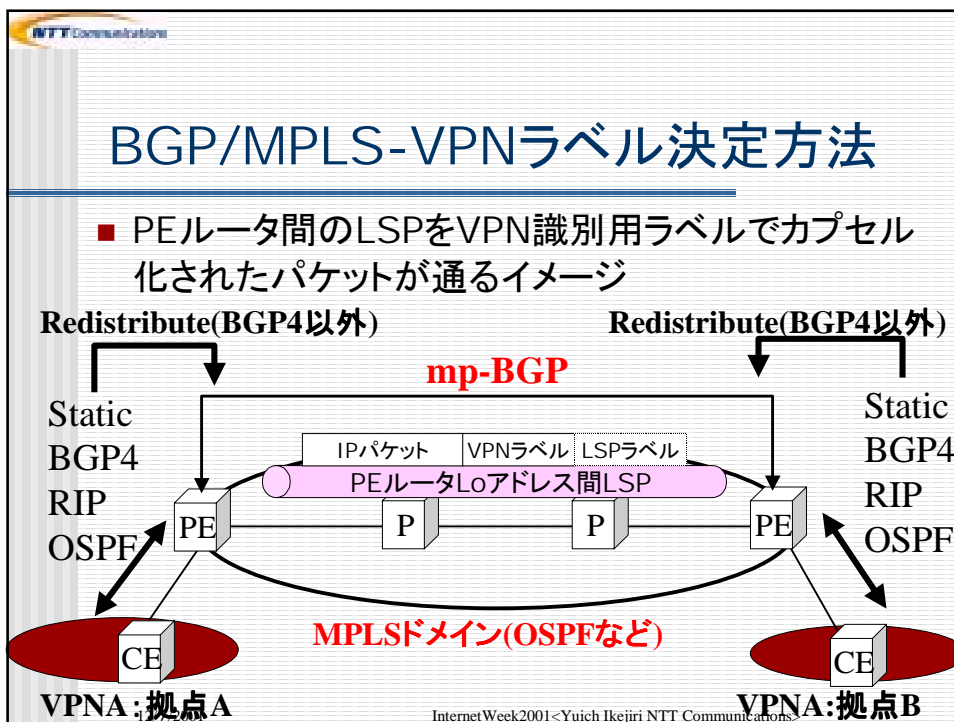 NTT Communications
BGP/MPLS-VPNラベル決定方法
■ PEルータ間のLSPをVPN識別用ラベルでカプセル
化されたパケットが通るイメージ
Redistribute(BGP4以外)
Redistribute(BGP4以外)
mp-BGP
Static
BGP4
RIP
OSPF
Static
BGP4
RIP
OSPF
IPパケット VPNラベル LSPラベル
PEルータLoアドレス間LSP
PE P P PE
MPLSドメイン(OSPFなど)
CE
CE
VPNA:拠点A
VPNA:拠点B
InternetWeek2001<Yuich Ikejiri NTT Communications>